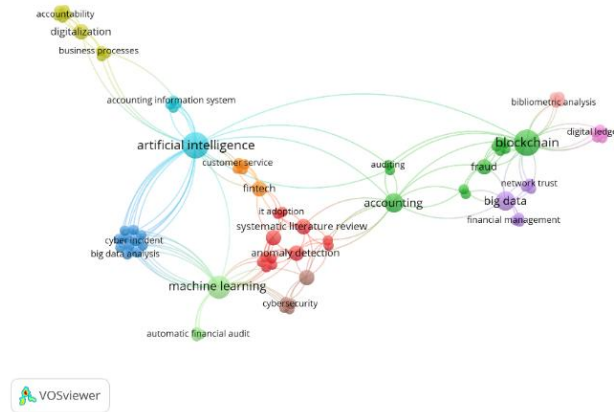 accountability
digitalization
business processes
accounting information system
bibliometric analysis
artificial intelligence
blockchain
digital ledge
customer service
auditing
fraud
fintech
network trust
accounting
big data
it adoption
financial management
systematic literature review
cyber incident
big data analysis
anomaly detection
machine learning
cybersecurity
automatic financial audit
VOSviewer